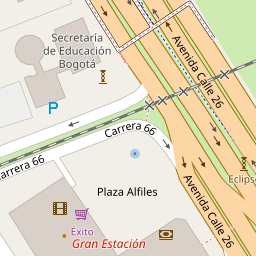 Secretaría
de Educación
Bogotá
Avenida Calle 26
P
Carrera 66
Carrera 66
Plaza Alfiles
Eclips
Avenida Calle 26
Éxito
Gran Estación